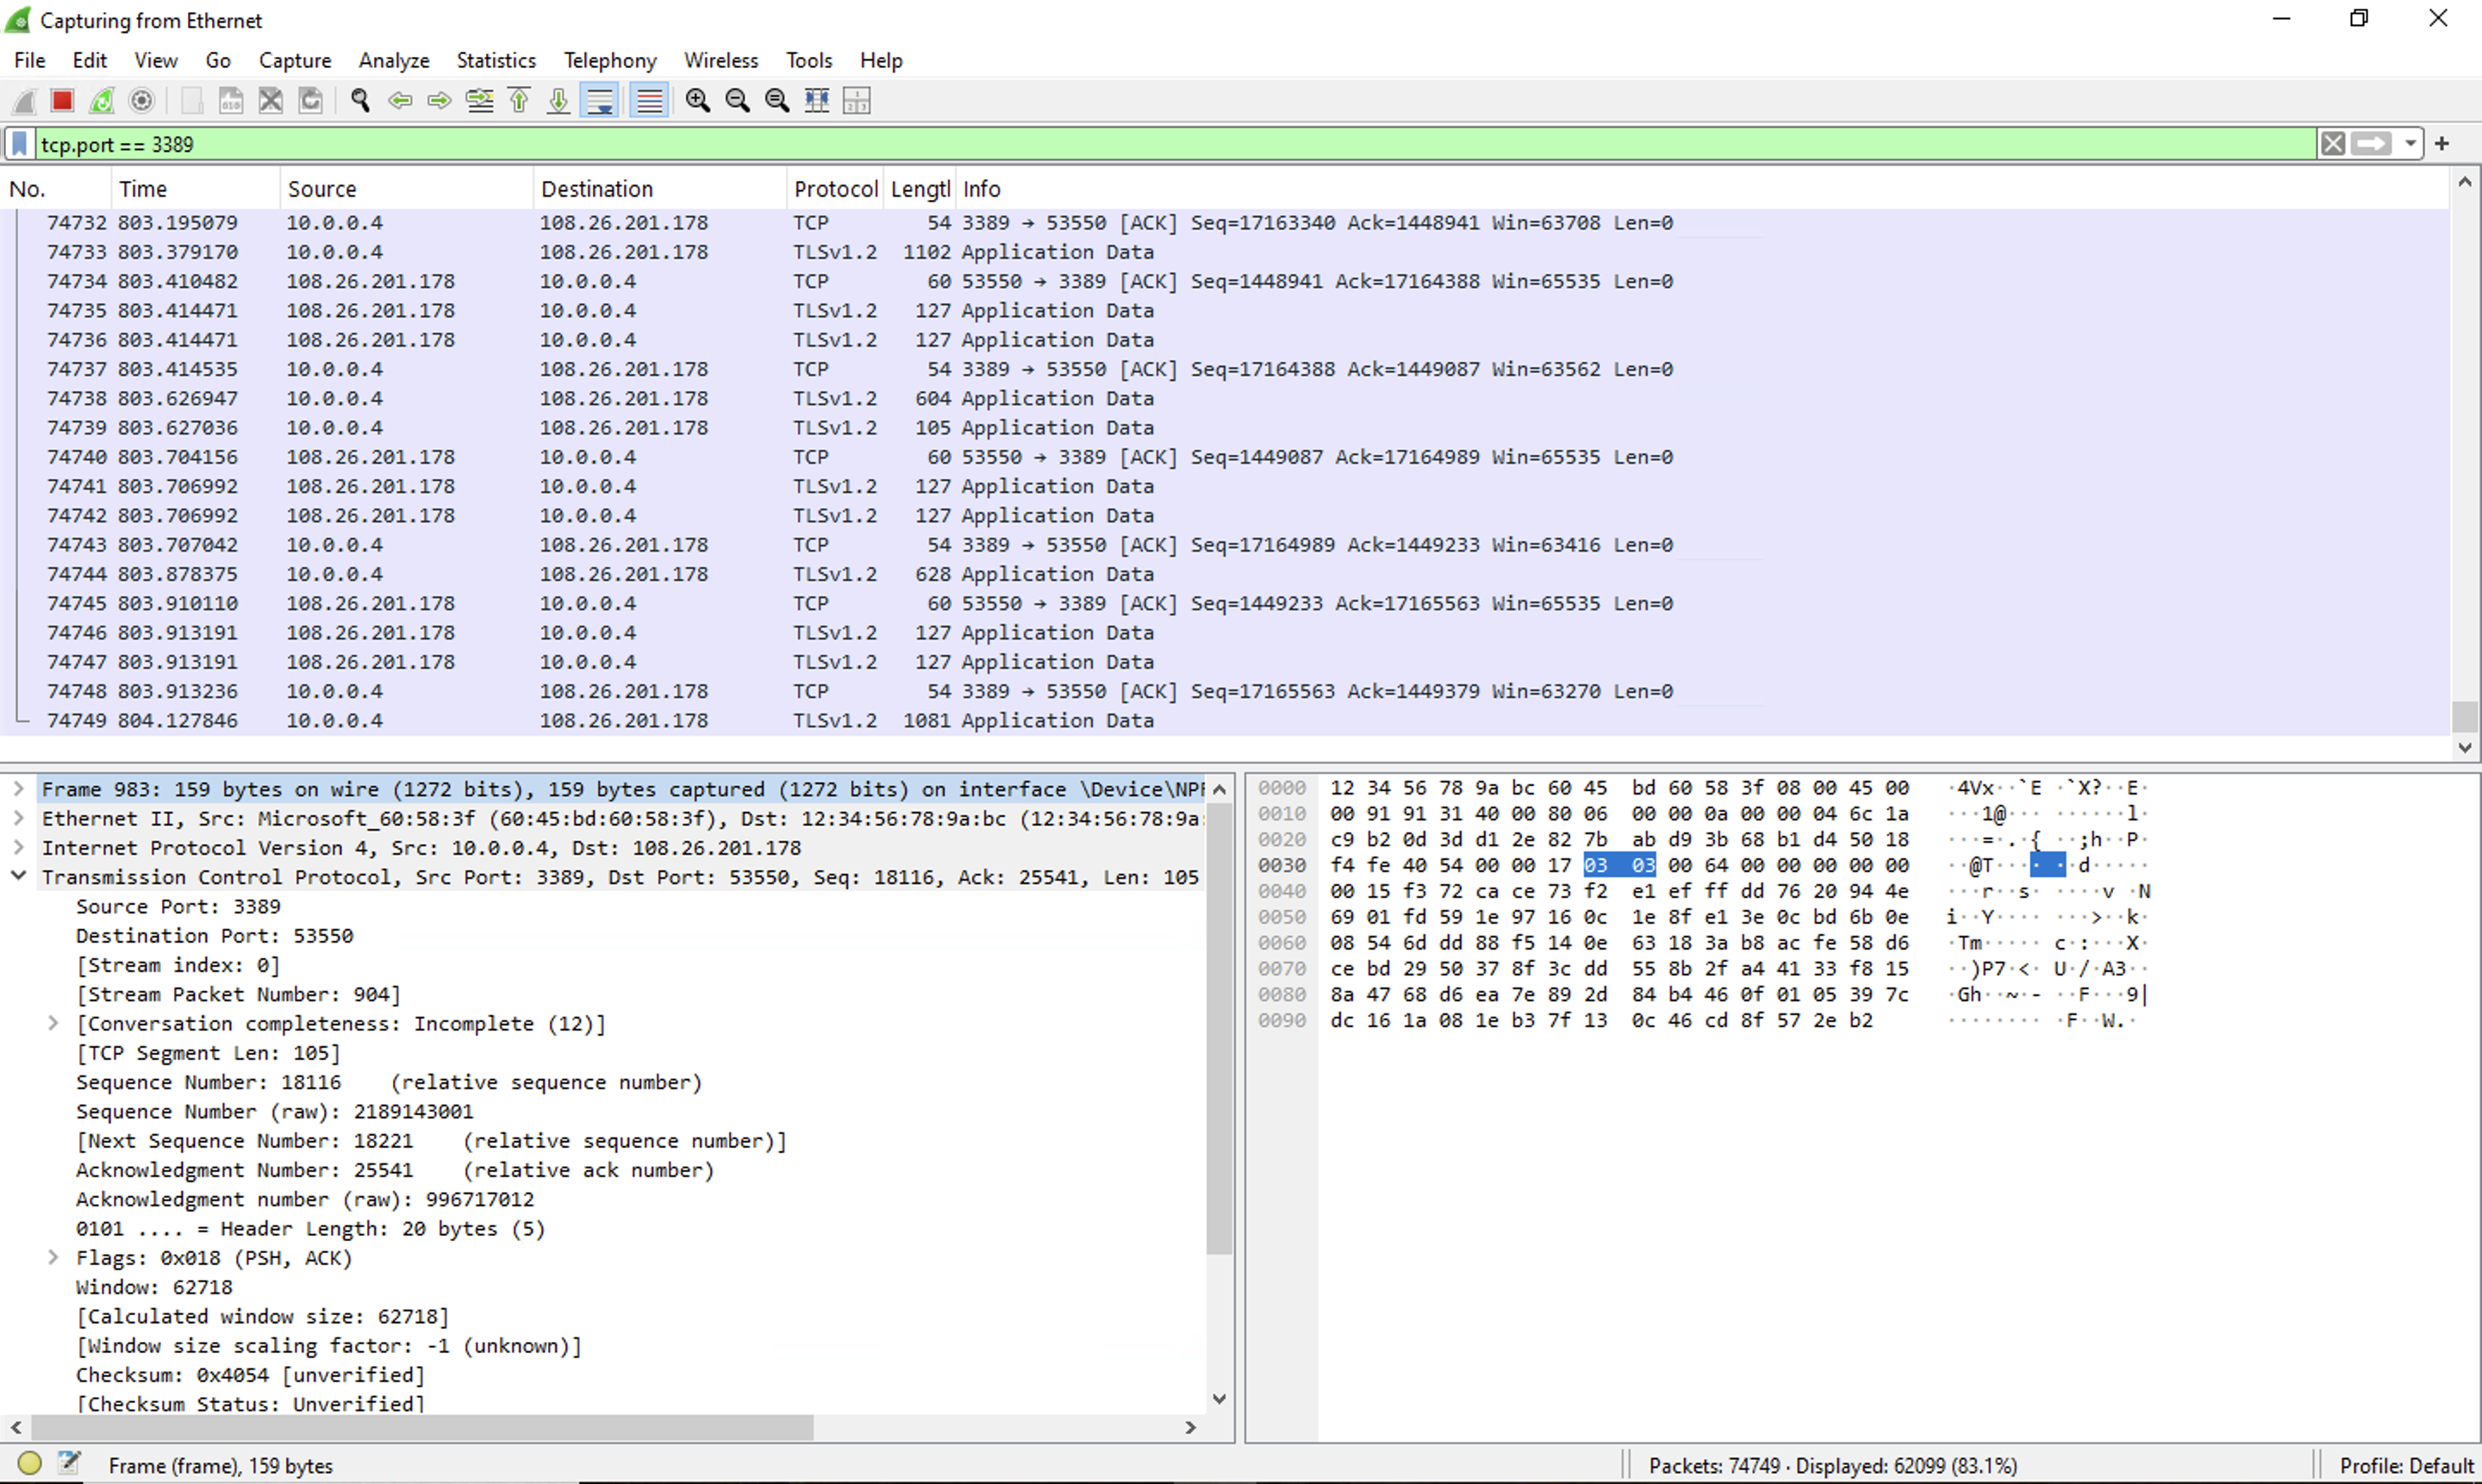 Capturing from Ethernet
File Edit View Go Capture Analyze Statistics Telephony Wireless Tools Help
tcp.port == 3389
No. Time Source Destination Protocol Lengtl Info
74732 803.195079 10.0.0.4 108.26.201.178 TCP 54 3389 → 53550 [ACK] Seq=17163340 Ack=1448941 Win=63708 Len=0
74733 803.379170 10.0.0.4 108.26.201.178 TLSv1.2 1102 Application Data
74734 803.410482 108.26.201.178 10.0.0.4 TCP 60 53550 → 3389 [ACK] Seq=1448941 Ack=17164388 Win=65535 Len=0
74735 803.414471 108.26.201.178 10.0.0.4 TLSv1.2 127 Application Data
74736 803.414471 108.26.201.178 10.0.0.4 TLSv1.2 127 Application Data
74737 803.414535 10.0.0.4 108.26.201.178 TCP 54 3389 → 53550 [ACK] Seq=17164388 Ack=1449087 Win=63562 Len=0
74738 803.626947 10.0.0.4 108.26.201.178 TLSv1.2 604 Application Data
74739 803.627036 10.0.0.4 108.26.201.178 TLSv1.2 105 Application Data
74740 803.704156 108.26.201.178 10.0.0.4 TCP 60 53550 → 3389 [ACK] Seq=1449087 Ack=17164989 Win=65535 Len=0
74741 803.706992 108.26.201.178 10.0.0.4 TLSv1.2 127 Application Data
74742 803.706992 108.26.201.178 10.0.0.4 TLSv1.2 127 Application Data
74743 803.707042 10.0.0.4 108.26.201.178 TCP 54 3389 → 53550 [ACK] Seq=17164989 Ack=1449233 Win=63416 Len=0
74744 803.878375 10.0.0.4 108.26.201.178 TLSv1.2 628 Application Data
74745 803.910110 108.26.201.178 10.0.0.4 TCP 60 53550 → 3389 [ACK] Seq=1449233 Ack=17165563 Win=65535 Len=0
74746 803.913191 108.26.201.178 10.0.0.4 TLSv1.2 127 Application Data
74747 803.913191 108.26.201.178 10.0.0.4 TLSv1.2 127 Application Data
74748 803.913236 10.0.0.4 108.26.201.178 TCP 54 3389 → 53550 [ACK] Seq=17165563 Ack=1449379 Win=63270 Len=0
74749 804.127846 10.0.0.4 108.26.201.178 TLSv1.2 1081 Application Data
Frame 983: 159 bytes on wire (1272 bits), 159 bytes captured (1272 bits) on interface \Device\NPF
Ethernet II, Src: Microsoft_60:58:3f (60:45:bd:60:58:3f), Dst: 12:34:56:78:9a:bc (12:34:56:78:9a:
Internet Protocol Version 4, Src: 10.0.0.4, Dst: 108.26.201.178
Transmission Control Protocol, Src Port: 3389, Dst Port: 53550, Seq: 18116, Ack: 25541, Len: 105
Source Port: 3389
Destination Port: 53550
[Stream index: 0]
[Stream Packet Number: 904]
[Conversation completeness: Incomplete (12)]
[TCP Segment Len: 105]
Sequence Number: 18116 (relative sequence number)
Sequence Number (raw): 2189143001
[Next Sequence Number: 18221 (relative sequence number)]
Acknowledgment Number: 25541 (relative ack number)
Acknowledgment number (raw): 996717012
0101 .... = Header Length: 20 bytes (5)
Flags: 0x018 (PSH, ACK)
Window: 62718
[Calculated window size: 62718]
[Window size scaling factor: -1 (unknown)]
Checksum: 0x4054 [unverified]
[Checksum Status: Unverified]
0000 12 34 56 78 9a bc 60 45 bd 60 58 3f 08 00 45 00 ·4Vx··`E ·`X?··E·
0010 00 91 91 31 40 00 80 06 00 00 0a 00 00 04 6c 1a ···1@··· ······l·
0020 c9 b2 0d 3d d1 2e 82 7b ab d9 3b 68 b1 d4 50 18 ···=·.·{ ··;h··P·
0030 f4 fe 40 54 00 00 17 03 03 00 64 00 00 00 00 00 ··@T···· ··d·····
0040 00 15 f3 72 ca ce 73 f2 e1 ef ff dd 76 20 94 4e ···r··s· ····v ·N
0050 69 01 fd 59 1e 97 16 0c 1e 8f e1 3e 0c bd 6b 0e i··Y···· ···>··k·
0060 08 54 6d dd 88 f5 14 0e 63 18 3a b8 ac fe 58 d6 ·Tm····· c·:···X·
0070 ce bd 29 50 37 8f 3c dd 55 8b 2f a4 41 33 f8 15 ··)P7·<· U·/·A3··
0080 8a 47 68 d6 ea 7e 89 2d 84 b4 46 0f 01 05 39 7c ·Gh··~·- ··F···9|
0090 dc 16 1a 08 1e b3 7f 13 0c 46 cd 8f 57 2e b2 ········ ·F··W.·
Frame (frame), 159 bytes
Packets: 74749 · Displayed: 62099 (83.1%)
Profile: Default